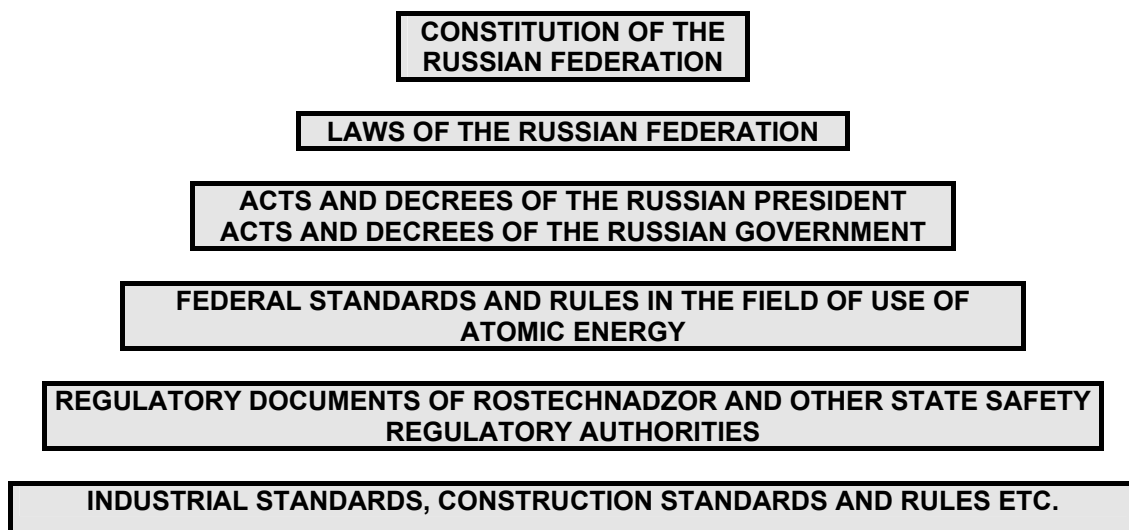 CONSTITUTION OF THE
RUSSIAN FEDERATION
LAWS OF THE RUSSIAN FEDERATION
ACTS AND DECREES OF THE RUSSIAN PRESIDENT
ACTS AND DECREES OF THE RUSSIAN GOVERNMENT
FEDERAL STANDARDS AND RULES IN THE FIELD OF USE OF
ATOMIC ENERGY
REGULATORY DOCUMENTS OF ROSTECHNADZOR AND OTHER STATE SAFETY
REGULATORY AUTHORITIES
INDUSTRIAL STANDARDS, CONSTRUCTION STANDARDS AND RULES ETC.